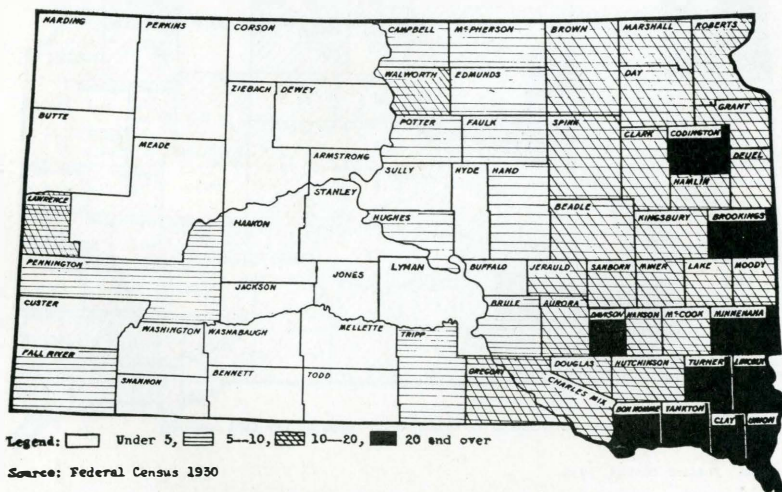 HARDING PERKINS CORSON CAMPBELL McPHERSON BROWN MARSHALL ROBERTS
WALWORTH EDMUNDS DAY
ZIEBACH DEWEY
GRANT
BUTTE POTTER FAULK SPINK CLARK CODINGTON
MEADE ARMSTRONG DEUEL
SULLY HYDE HAND HAMLIN
STANLEY
LAWRENCE HAAKON HUGHES BEADLE KINGSBURY BROOKINGS
PENNINGTON JONES LYMAN BUFFALO JERAULD SANBORN MINER LAKE MOODY
JACKSON
CUSTER BRULE AURORA DAVISON HANSON McCOOK MINNEHAHA
WASHINGTON WASHABAUGH MELLETTE TRIPP
FALL RIVER DOUGLAS HUTCHINSON TURNER LINCOLN
SHANNON BENNETT TODD GREGORY CHARLES MIX
BON HOMME YANKTON CLAY UNION
Legend: Under 5, 5—10, 10—20, 20 and over
Source: Federal Census 1930